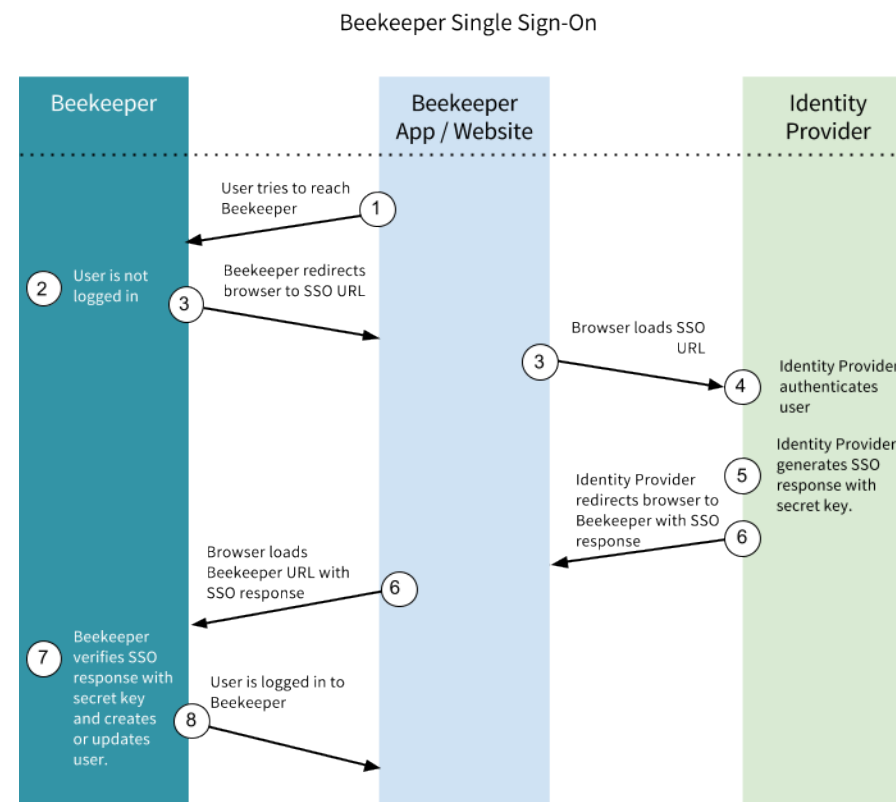 Beekeeper Single Sign-On
Beekeeper
Beekeeper
App / Website
Identity
Provider
User tries to reach
Beekeeper
1
2
User is not
logged in
3
Beekeeper redirects
browser to SSO URL
Browser loads SSO
URL
3
4
Identity Provider
authenticates
user
Identity Provider
generates SSO
response with
secret key.
5
Identity Provider
redirects browser to
Beekeeper with SSO
response
6
Browser loads
Beekeeper URL with
SSO response
6
7
Beekeeper
verifies SSO
response with
secret key
and creates
or updates
user.
User is logged in to
Beekeeper
8